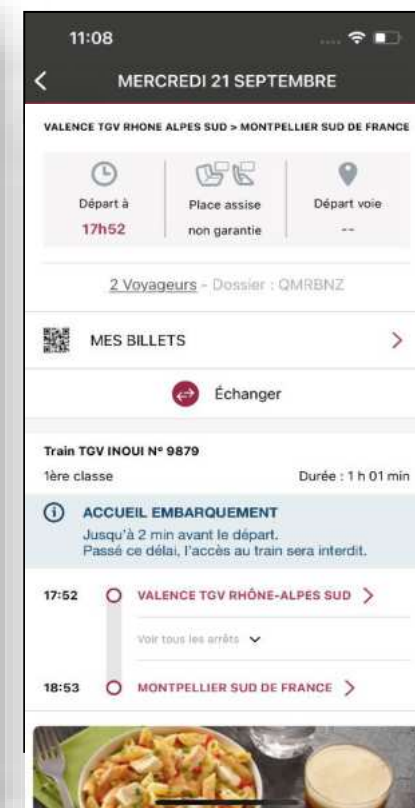 11:08
MERCREDI 21 SEPTEMBRE
VALENCE TGV RHONE ALPES SUD > MONTPELLIER SUD DE FRANCE
Départ à
17h52
Place assise
non garantie
Départ voie
--
2 Voyageurs - Dossier : QMRBNZ
MES BILLETS
Échanger
Train TGV INOUI N° 9879
1ère classe
Durée : 1 h 01 min
ACCUEIL EMBARQUEMENT
Jusqu'à 2 min avant le départ.
Passé ce délai, l'accès au train sera interdit.
17:52 VALENCE TGV RHÔNE-ALPES SUD
Voir tous les arrêts
18:53 MONTPELLIER SUD DE FRANCE